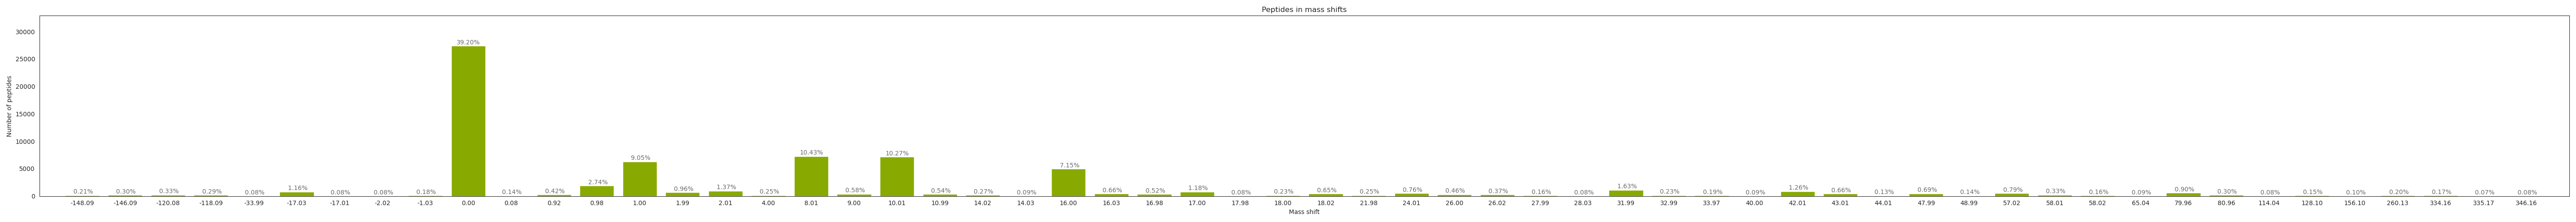 Peptides in mass shifts
Number of peptides
30000
25000
20000
15000
10000
5000
0
0.21% 0.30% 0.33% 0.29% 0.08% 1.16% 0.08% 0.08% 0.18% 39.20% 0.14% 0.42% 2.74% 9.05% 0.96% 1.37% 0.25% 10.43% 0.58% 10.27% 0.54% 0.27% 0.09% 7.15% 0.66% 0.52% 1.18% 0.08% 0.23% 0.65% 0.25% 0.76% 0.46% 0.37% 0.16% 0.08% 1.63% 0.23% 0.19% 0.09% 1.26% 0.66% 0.13% 0.69% 0.14% 0.79% 0.33% 0.16% 0.09% 0.90% 0.30% 0.08% 0.15% 0.10% 0.20% 0.17% 0.07% 0.08%
-148.09 -146.09 -120.08 -118.09 -33.99 -17.03 -17.01 -2.02 -1.03 0.00 0.08 0.92 0.98 1.00 1.99 2.01 4.00 8.01 9.00 10.01 10.99 14.02 14.03 16.00 16.03 16.98 17.00 17.98 18.00 18.02 21.98 24.01 26.00 26.02 27.99 28.03 31.99 32.99 33.97 40.00 42.01 43.01 44.01 47.99 48.99 57.02 58.01 58.02 65.04 79.96 80.96 114.04 128.10 156.10 260.13 334.16 335.17 346.16
Mass shift